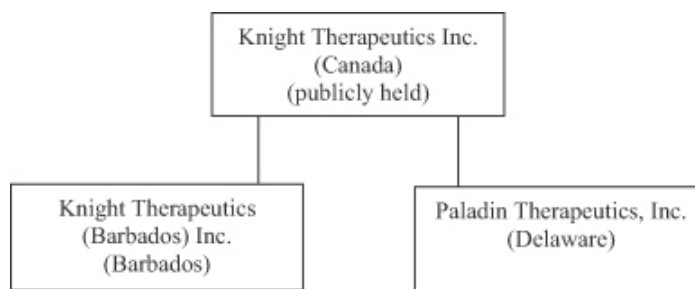 Knight Therapeutics Inc.
(Canada)
(publicly held)
Knight Therapeutics
(Barbados) Inc.
(Barbados)
Paladin Therapeutics, Inc.
(Delaware)